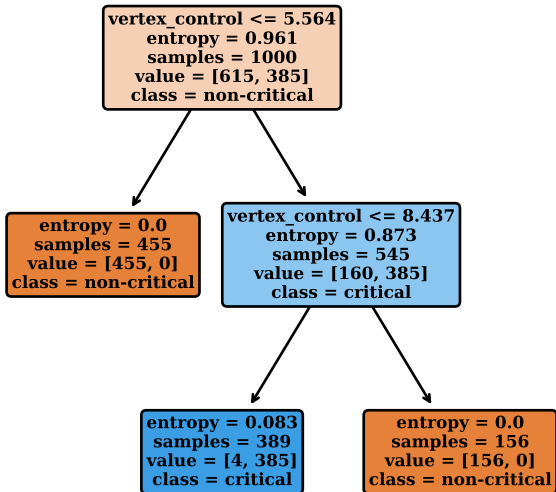 vertex_control <= 5.564
entropy = 0.961
samples = 1000
value = [615, 385]
class = non-critical
entropy = 0.0
samples = 455
value = [455, 0]
class = non-critical
vertex_control <= 8.437
entropy = 0.873
samples = 545
value = [160, 385]
class = critical
entropy = 0.083
samples = 389
value = [4, 385]
class = critical
entropy = 0.0
samples = 156
value = [156, 0]
class = non-critical